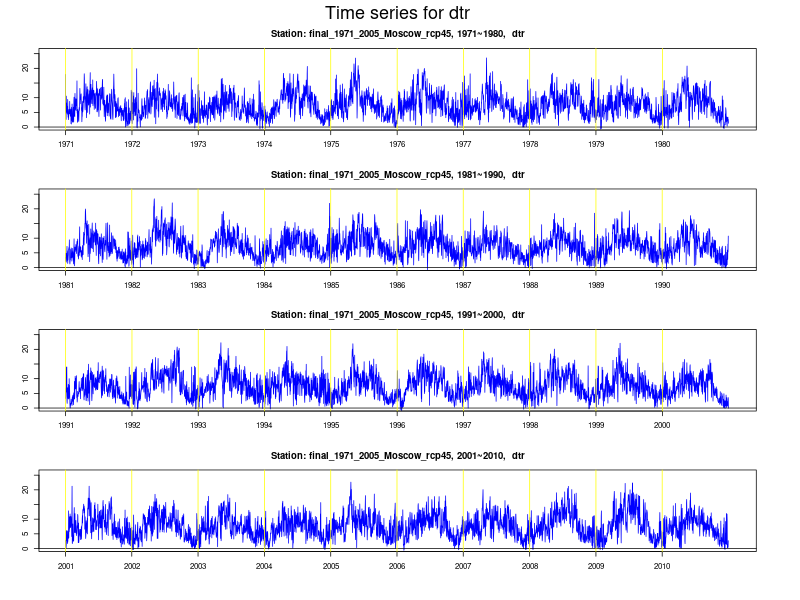 Time series for dtr
Station: final_1971_2005_Moscow_rcp45, 1971~1980, dtr
20
10
5
0
1971 1972 1973 1974 1975 1976 1977 1978 1979 1980
Station: final_1971_2005_Moscow_rcp45, 1981~1990, dtr
20
10
5
0
1981 1982 1983 1984 1985 1986 1987 1988 1989 1990
Station: final_1971_2005_Moscow_rcp45, 1991~2000, dtr
20
10
5
0
1991 1992 1993 1994 1995 1996 1997 1998 1999 2000
Station: final_1971_2005_Moscow_rcp45, 2001~2010, dtr
20
10
5
0
2001 2002 2003 2004 2005 2006 2007 2008 2009 2010